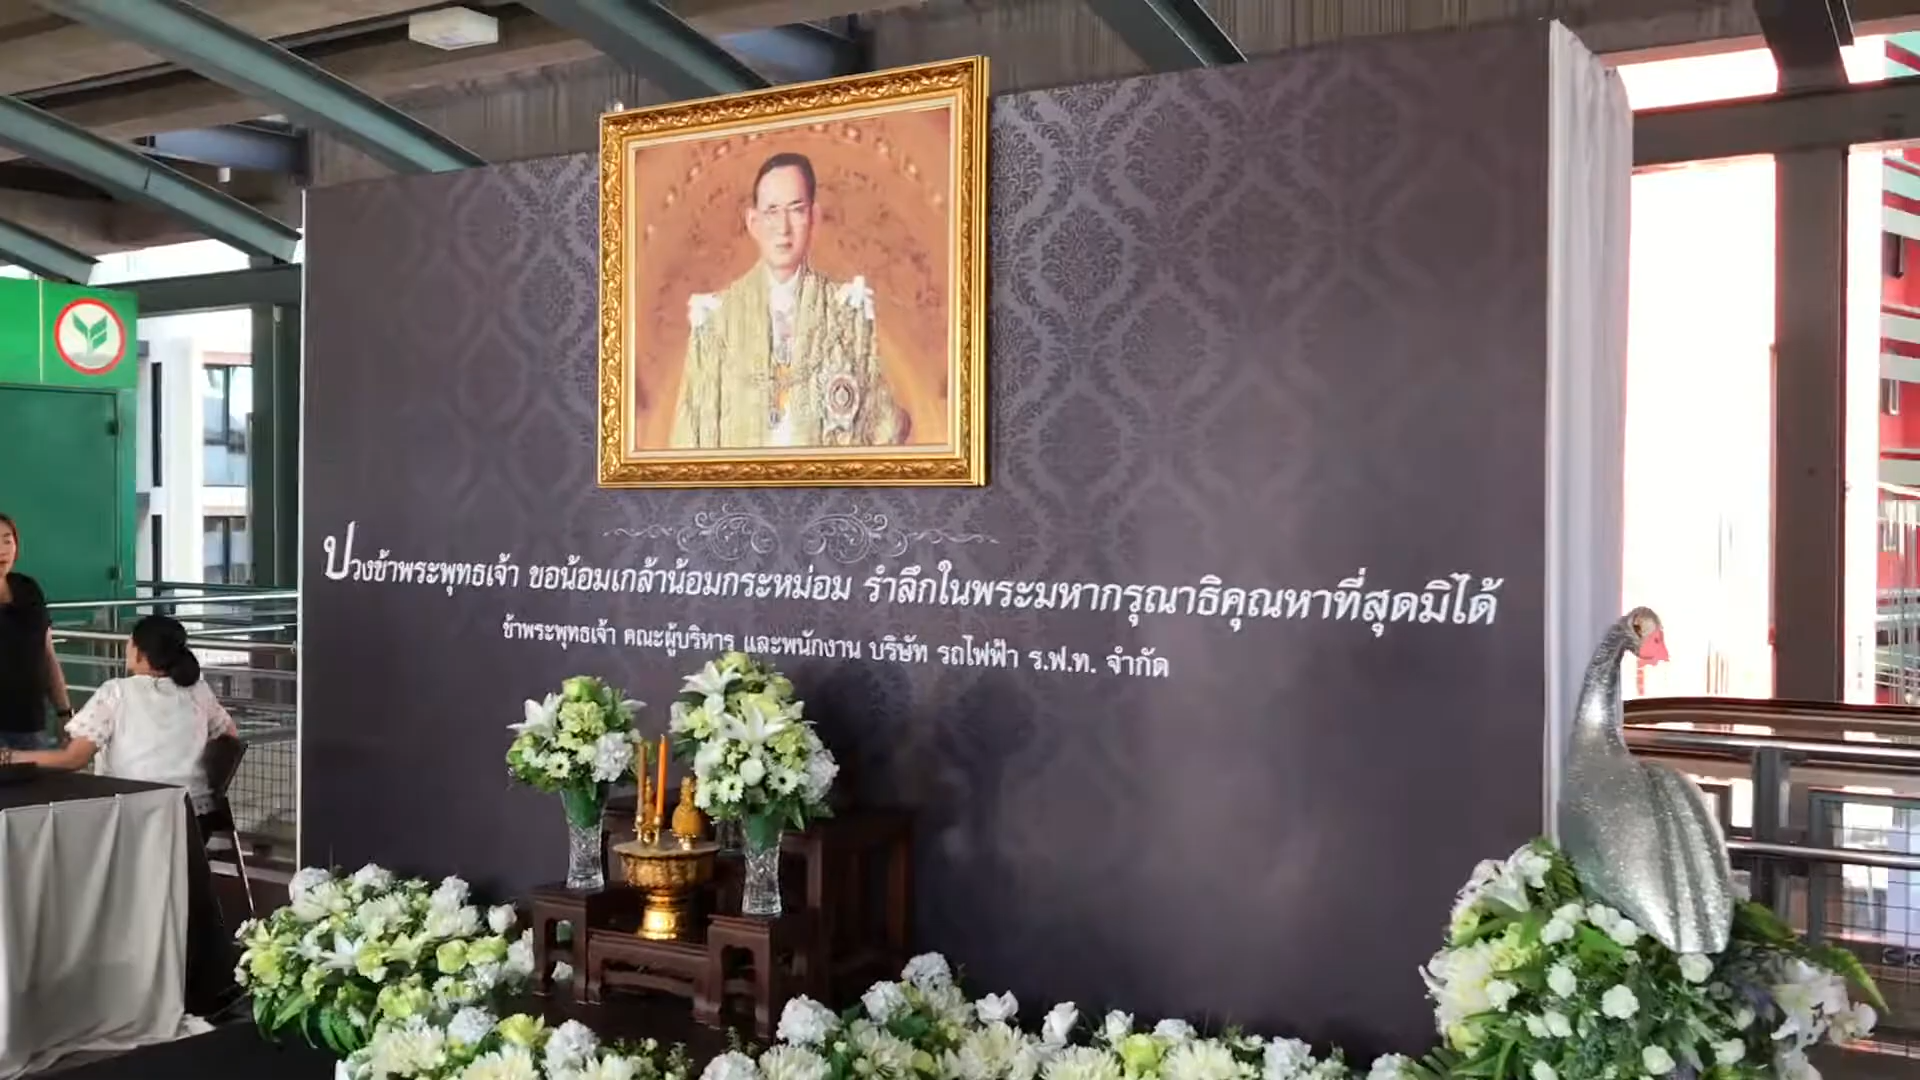 ปวงข้าพระพุทธเจ้า ขอน้อมเกล้าน้อมกระหม่อม รำลึกในพระมหากรุณาธิคุณหาที่สุดมิได้
ข้าพระพุทธเจ้า คณะผู้บริหาร และพนักงาน บริษัท รถไฟฟ้า ร.ฟ.ท. จำกัด